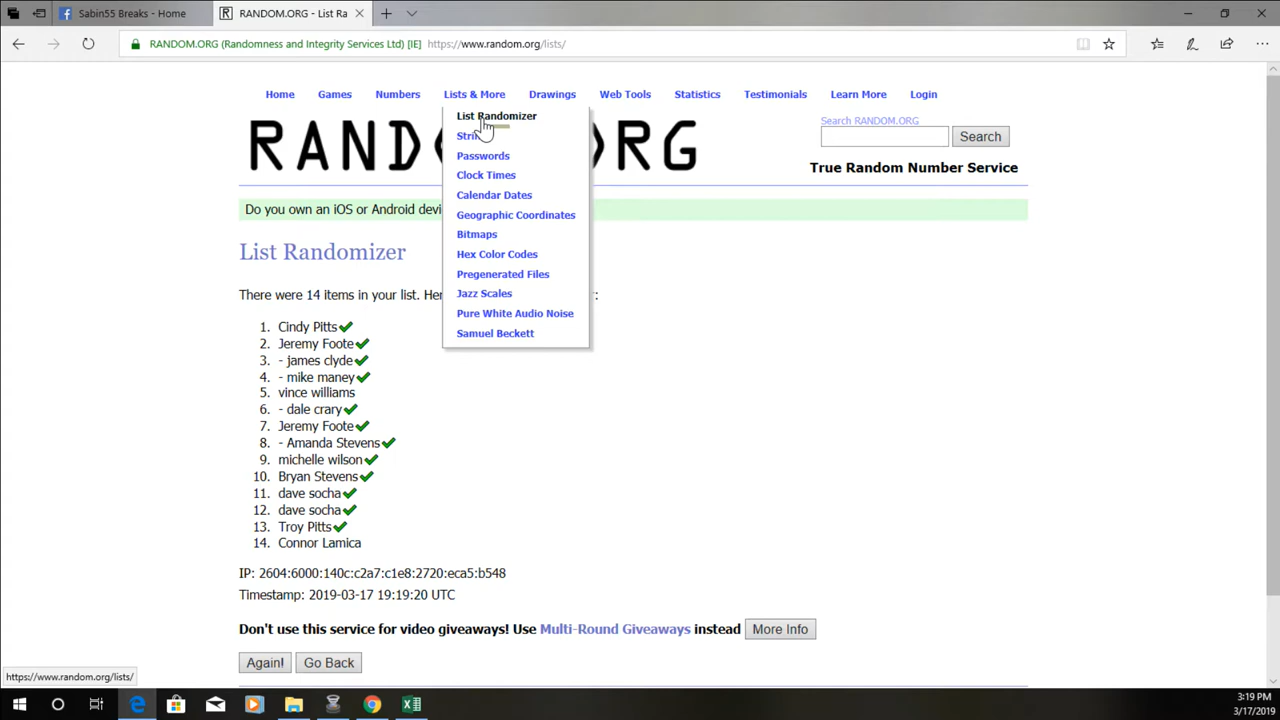 Sabin55 Breaks - Home
RANDOM.ORG - List Ra
RANDOM.ORG (Randomness and Integrity Services Ltd) [IE] https://www.random.org/lists/
Home Games Numbers Lists & More Drawings Web Tools Statistics Testimonials Learn More Login
List Randomizer
Passwords
Clock Times
Calendar Dates
Geographic Coordinates
Bitmaps
Hex Color Codes
Pregenerated Files
Jazz Scales
Pure White Audio Noise
Samuel Beckett
Search RANDOM.ORG
Search
True Random Number Service
Do you own an iOS or Android
List Randomizer
There were 14 items in your list.
1. Cindy Pitts
2. Jeremy Foote
3. - james clyde
4. - mike maney
5. vince williams
6. - dale crary
7. Jeremy Foote
8. - Amanda Stevens
9. michelle wilson
10. Bryan Stevens
11. dave socha
12. dave socha
13. Troy Pitts
14. Connor Lamica
IP: 2604:6000:140c:c2a7:c1e8:2720:eca5:b548
Timestamp: 2019-03-17 19:19:20 UTC
Don't use this service for video giveaways! Use Multi-Round Giveaways instead More Info
Again! Go Back
https://www.random.org/lists/
3:19 PM
3/17/2019